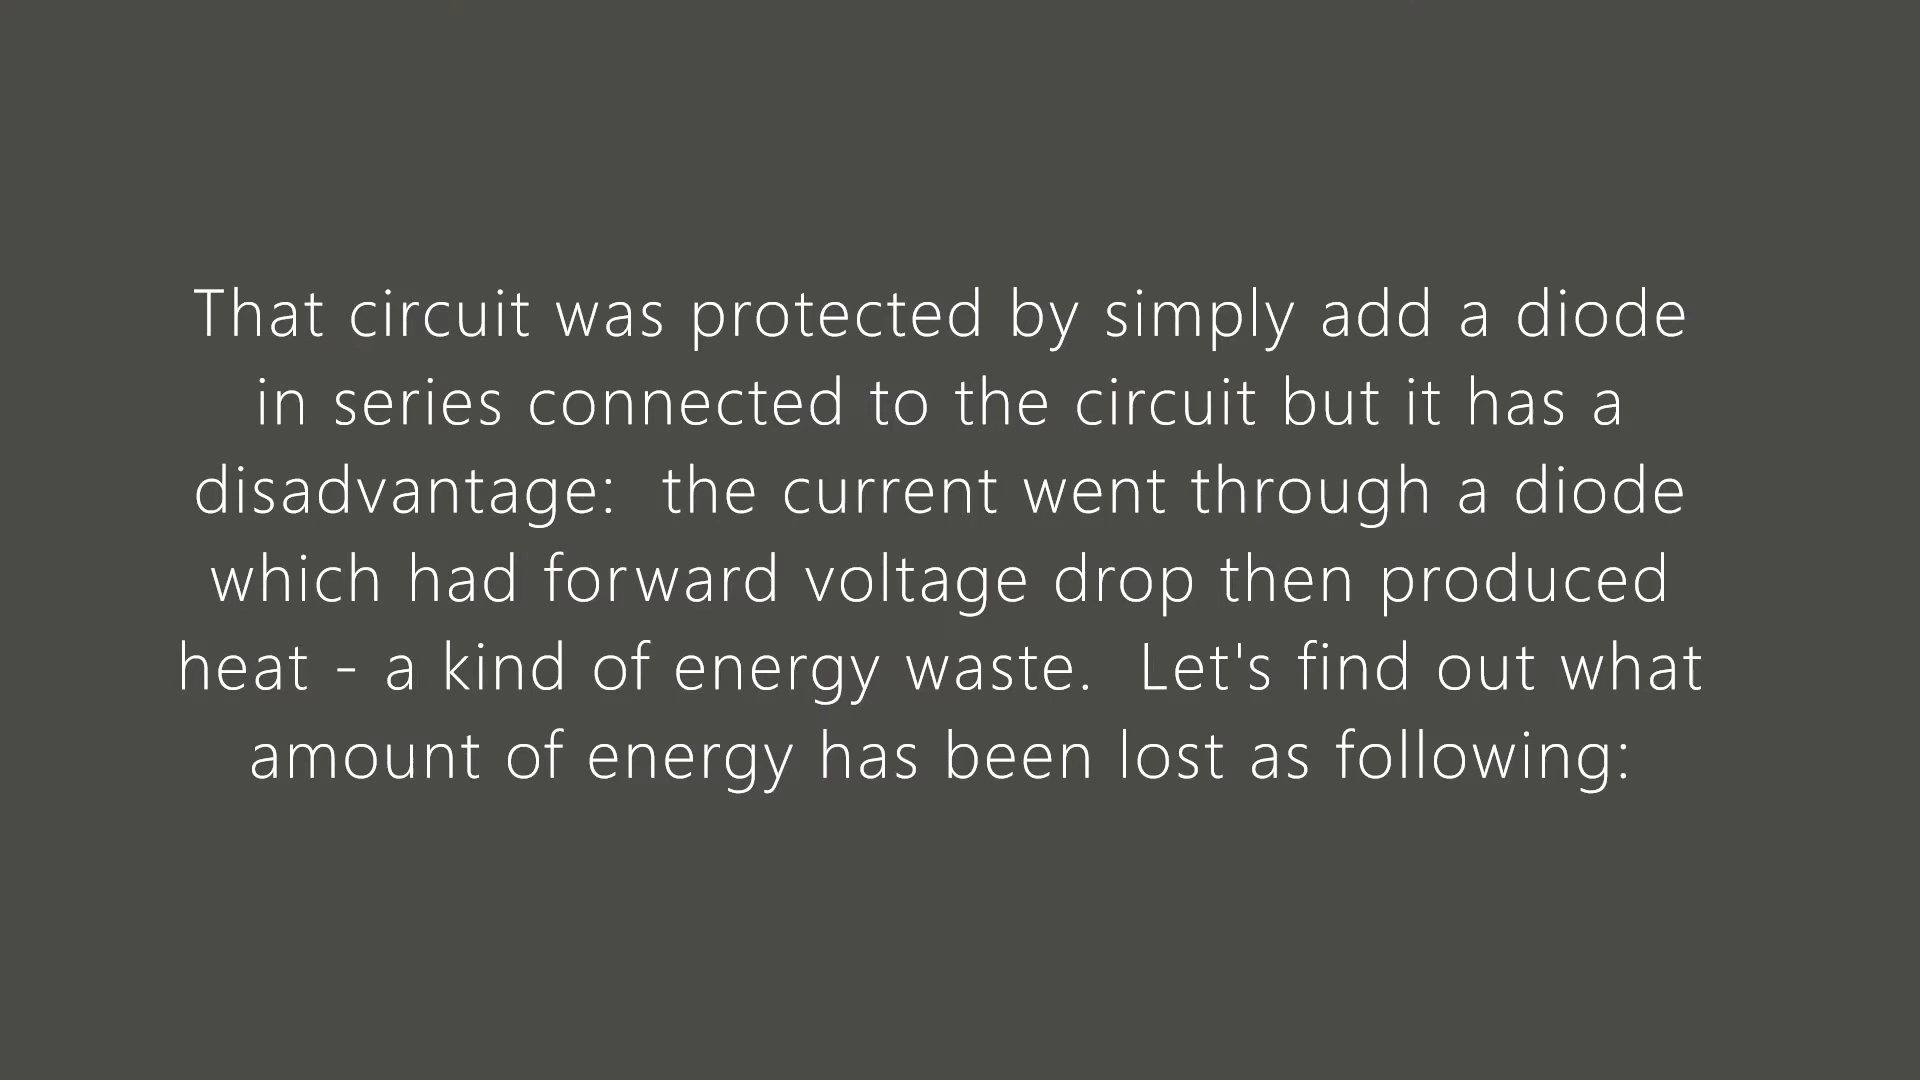 That circuit was protected by simply add a diode
in series connected to the circuit but it has a
disadvantage:  the current went through a diode
which had forward voltage drop then produced
heat - a kind of energy waste.  Let's find out what
amount of energy has been lost as following: